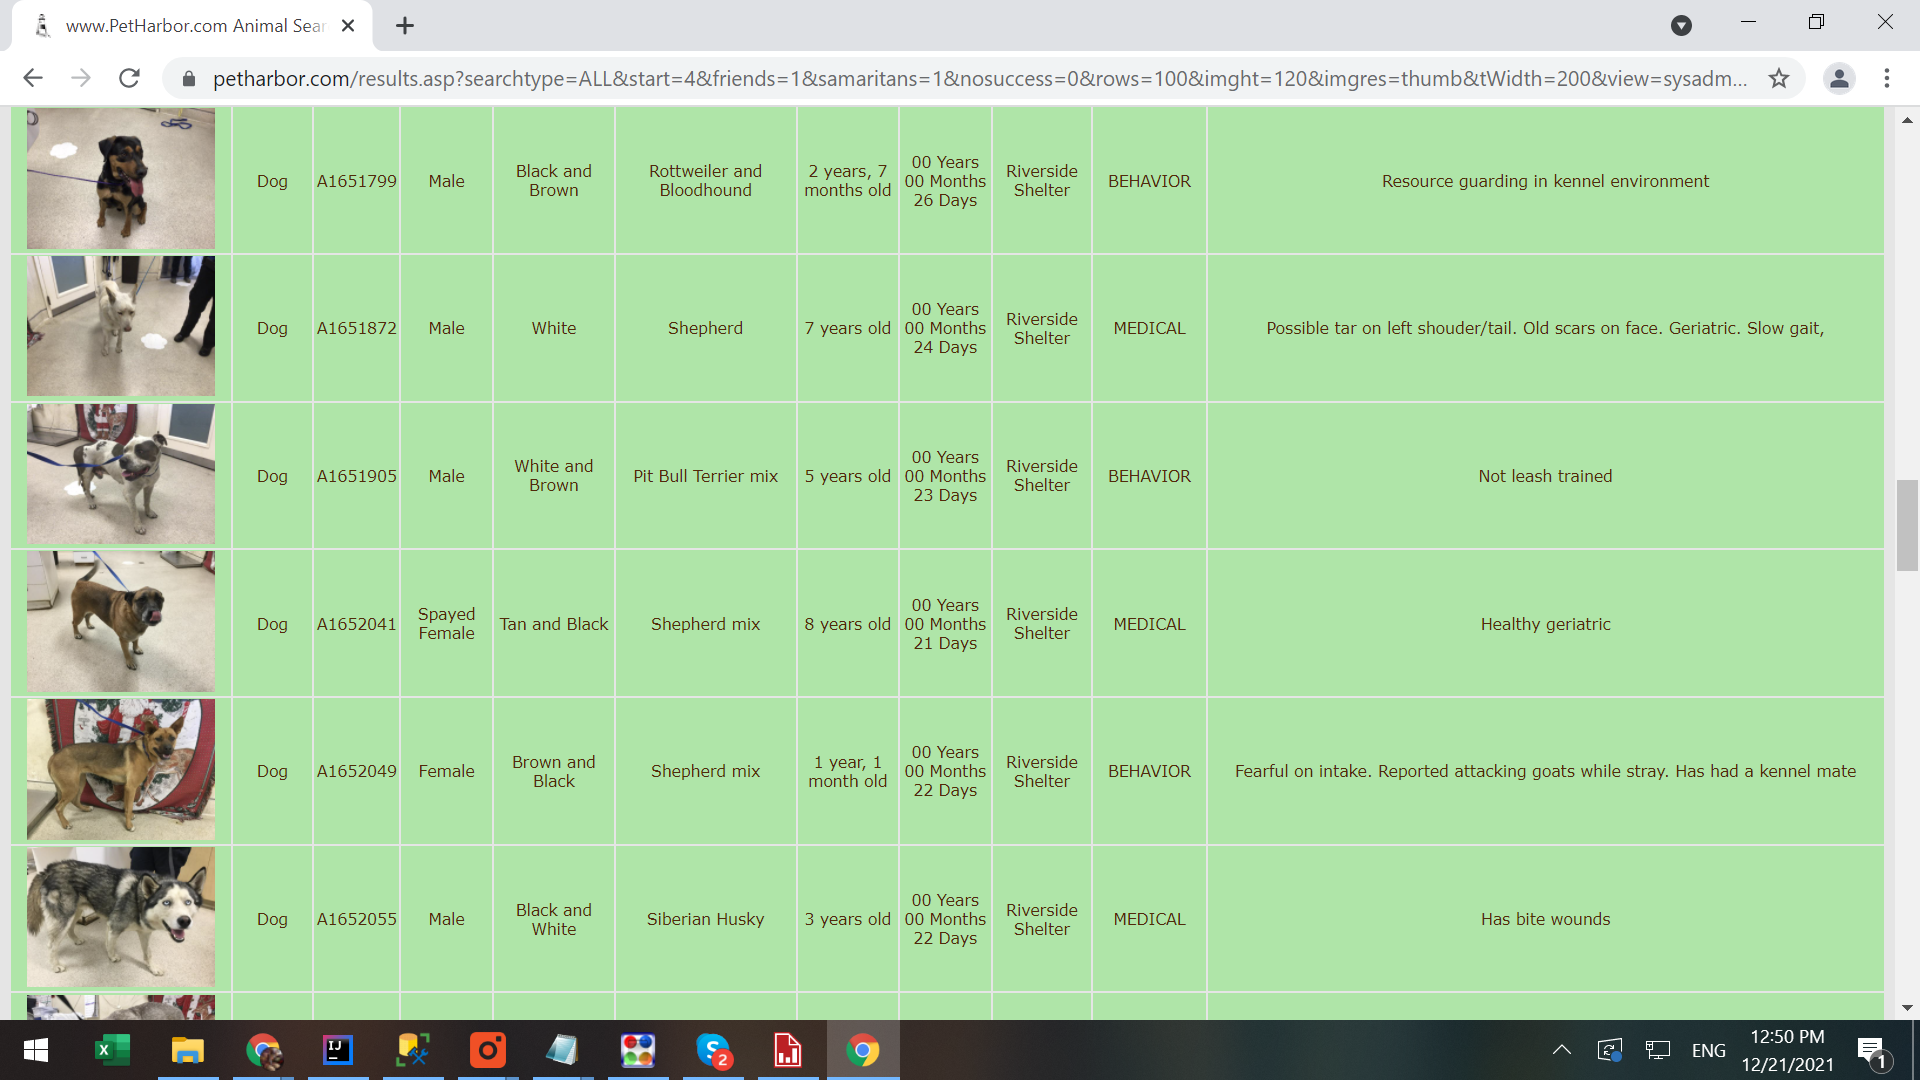 www.PetHarbor.com Animal Sear
petharbor.com/results.asp?searchtype=ALL&start=4&friends=1&samaritans=1&nosuccess=0&rows=100&imght=120&imgres=thumb&tWidth=200&view=sysadm...
Dog
A1651799
Male
Black and
Brown
Rottweiler and
Bloodhound
2 years, 7
months old
00 Years
00 Months
26 Days
Riverside
Shelter
BEHAVIOR
Resource guarding in kennel environment
Dog
A1651872
Male
White
Shepherd
7 years old
00 Years
00 Months
24 Days
Riverside
Shelter
MEDICAL
Possible tar on left shouder/tail. Old scars on face. Geriatric. Slow gait,
Dog
A1651905
Male
White and
Brown
Pit Bull Terrier mix
5 years old
00 Years
00 Months
23 Days
Riverside
Shelter
BEHAVIOR
Not leash trained
Dog
A1652041
Spayed
Female
Tan and Black
Shepherd mix
8 years old
00 Years
00 Months
21 Days
Riverside
Shelter
MEDICAL
Healthy geriatric
Dog
A1652049
Female
Brown and
Black
Shepherd mix
1 year, 1
month old
00 Years
00 Months
22 Days
Riverside
Shelter
BEHAVIOR
Fearful on intake. Reported attacking goats while stray. Has had a kennel mate
Dog
A1652055
Male
Black and
White
Siberian Husky
3 years old
00 Years
00 Months
22 Days
Riverside
Shelter
MEDICAL
Has bite wounds
X
IJ
S
2
ENG
12:50 PM
12/21/2021
1